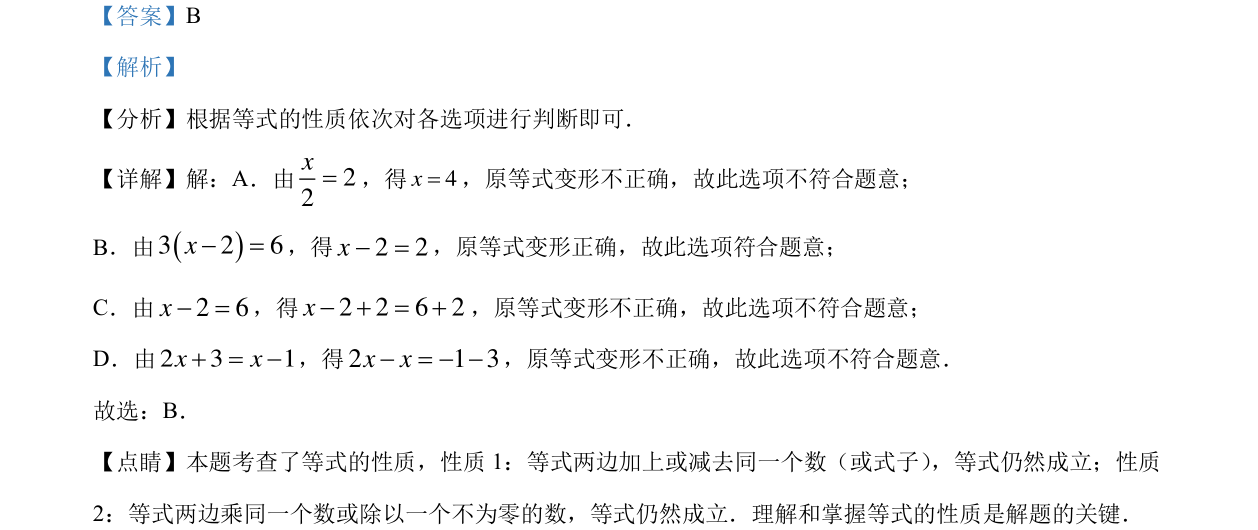 【答案】B
【解析】
【分析】根据等式的性质依次对各选项进行判断即可．
【详解】解：A．由 x/2 = 2，得 x = 4，原等式变形不正确，故此选项不符合题意；
B．由 3(x − 2) = 6，得 x − 2 = 2，原等式变形正确，故此选项符合题意；
C．由 x − 2 = 6，得 x − 2 + 2 = 6 + 2，原等式变形不正确，故此选项不符合题意；
D．由 2x + 3 = x − 1，得 2x − x = −1 − 3，原等式变形不正确，故此选项不符合题意．
故选：B．
【点睛】本题考查了等式的性质，性质 1：等式两边加上或减去同一个数（或式子），等式仍然成立；性质
2：等式两边乘同一个数或除以一个不为零的数，等式仍然成立．理解和掌握等式的性质是解题的关键．